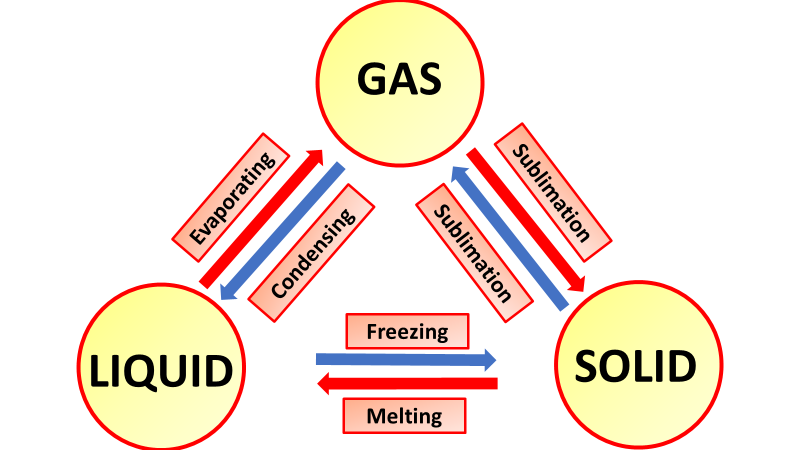 GAS
Evaporating
Condensing
Sublimation
Sublimation
LIQUID
Freezing
Melting
SOLID